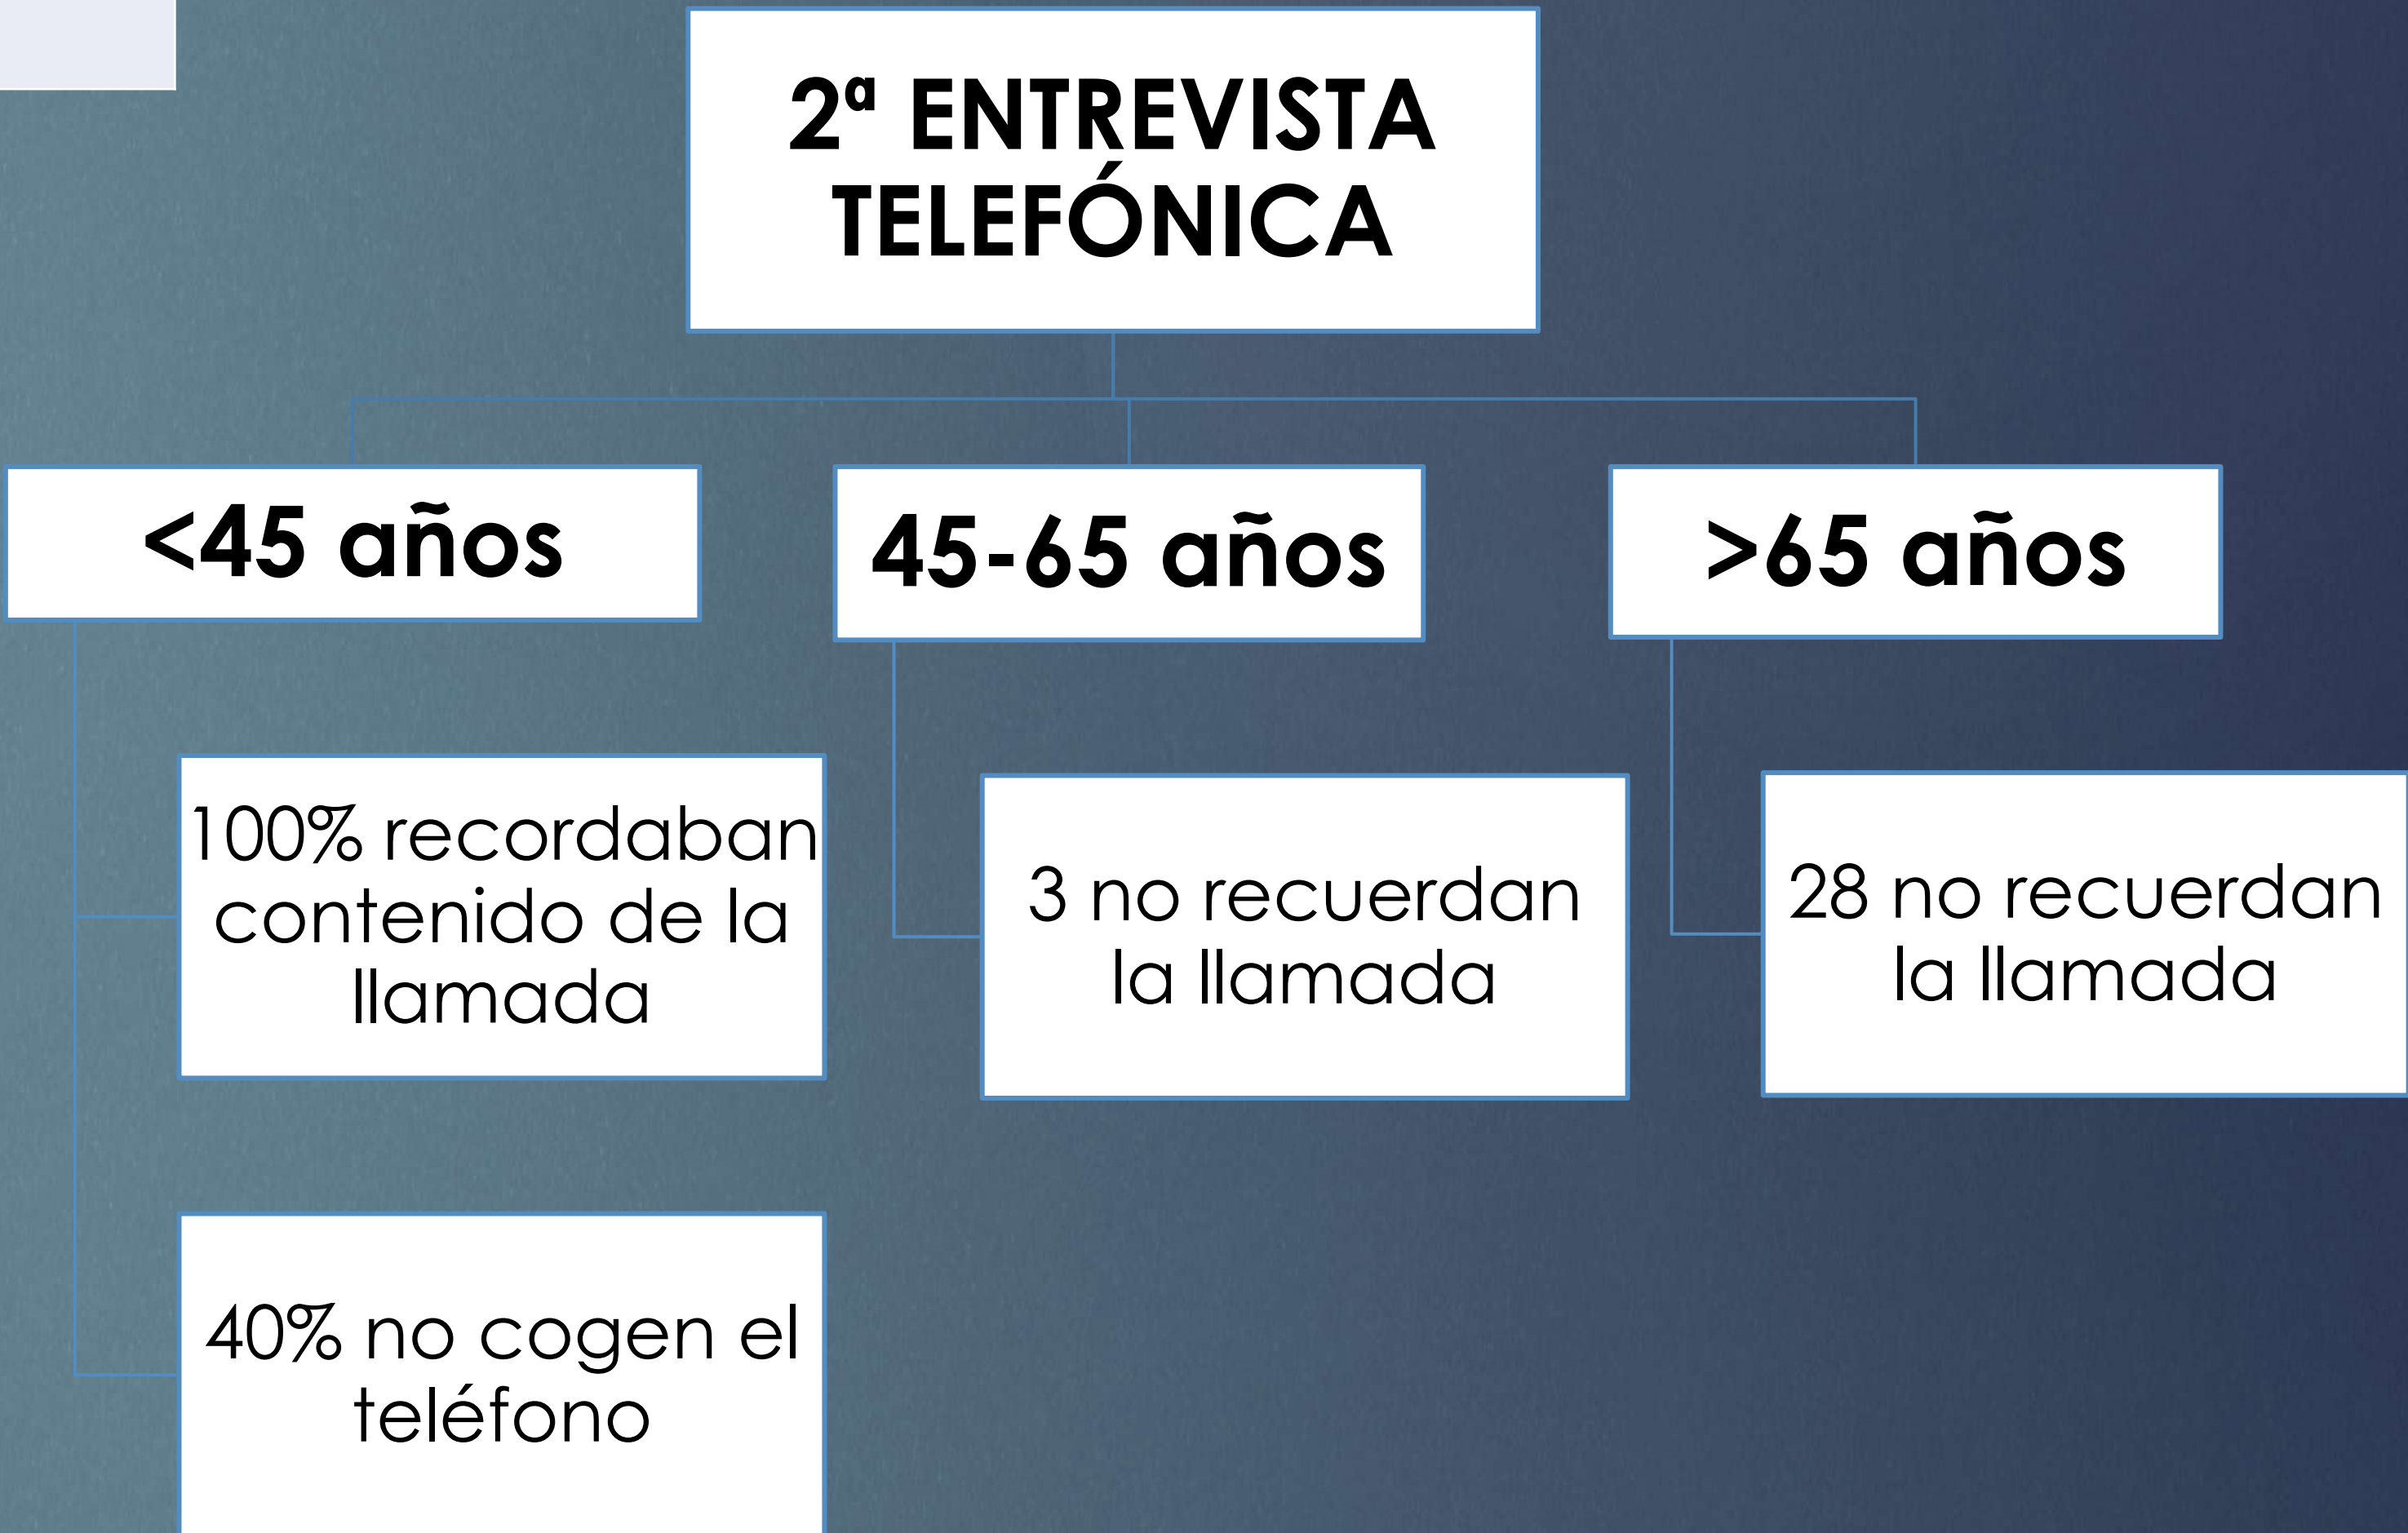 2ª ENTREVISTA
TELEFÓNICA
<45 años
45-65 años
>65 años
100% recordaban
contenido de la
llamada
3 no recuerdan
la llamada
28 no recuerdan
la llamada
40% no cogen el
teléfono